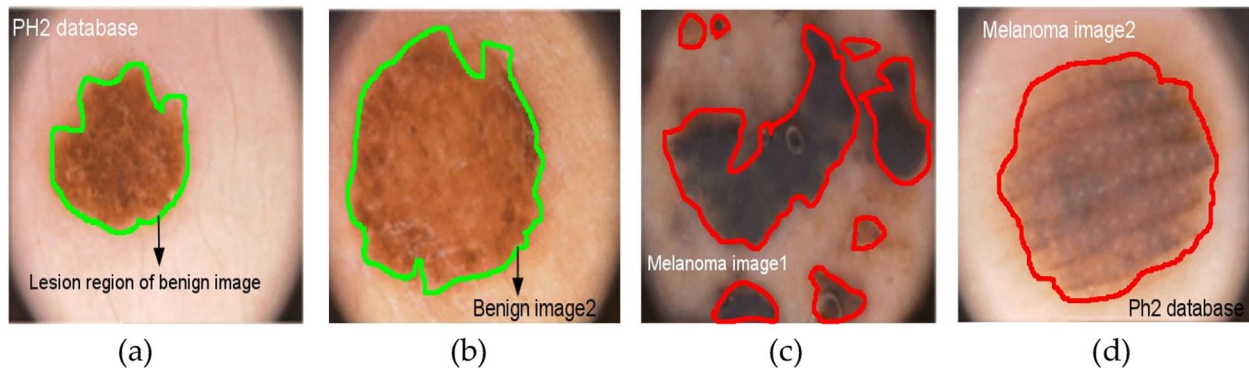 PH2 database
Lesion region of benign image
(a)
Benign image2
(b)
Melanoma image1
(c)
Melanoma image2
Ph2 database
(d)